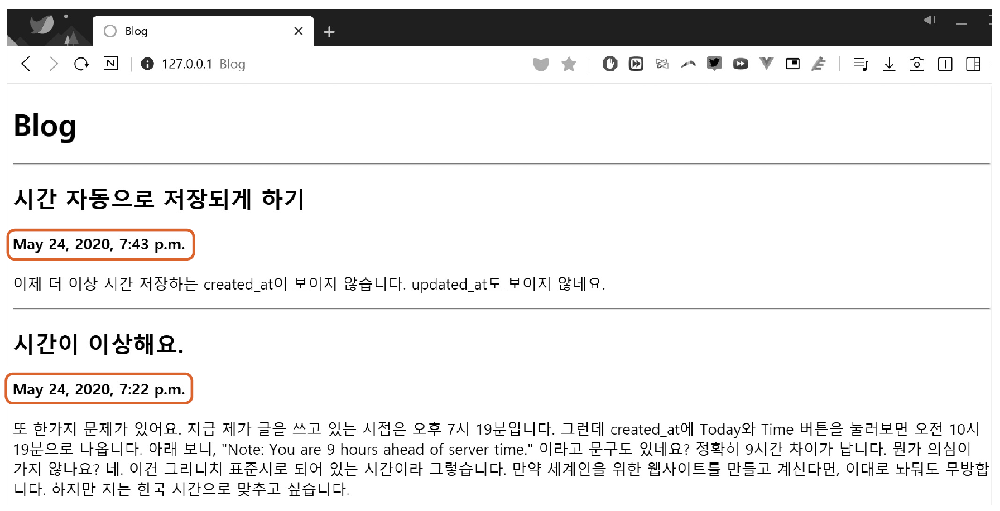 Blog
N
127.0.0.1 Blog
Blog
시간 자동으로 저장되게 하기
May 24, 2020, 7:43 p.m.
이제 더 이상 시간 저장하는 created_at이 보이지 않습니다. updated_at도 보이지 않네요.
시간이 이상해요.
May 24, 2020, 7:22 p.m.
또 한가지 문제가 있어요. 지금 제가 글을 쓰고 있는 시점은 오후 7시 19분입니다. 그런데 created_at에 Today와 Time 버튼을 눌러보면 오전 10시
19분으로 나옵니다. 아래 보니, "Note: You are 9 hours ahead of server time." 이라고 문구도 있네요? 정확히 9시간 차이가 납니다. 뭔가 의심이
가지 않나요? 네. 이건 그리니치 표준시로 되어 있는 시간이라 그렇습니다. 만약 세계인을 위한 웹사이트를 만들고 계신다면, 이대로 놔둬도 무방합
니다. 하지만 저는 한국 시간으로 맞추고 싶습니다.